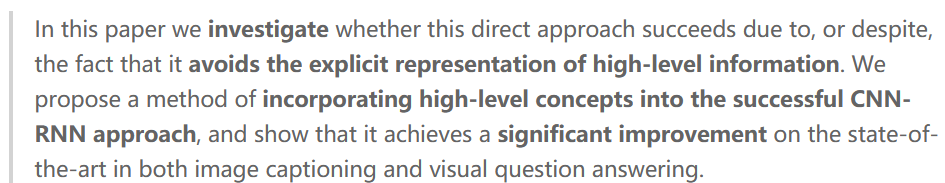 In this paper we investigate whether this direct approach succeeds due to, or despite,
the fact that it avoids the explicit representation of high-level information. We
propose a method of incorporating high-level concepts into the successful CNN-
RNN approach, and show that it achieves a significant improvement on the state-of-
the-art in both image captioning and visual question answering.